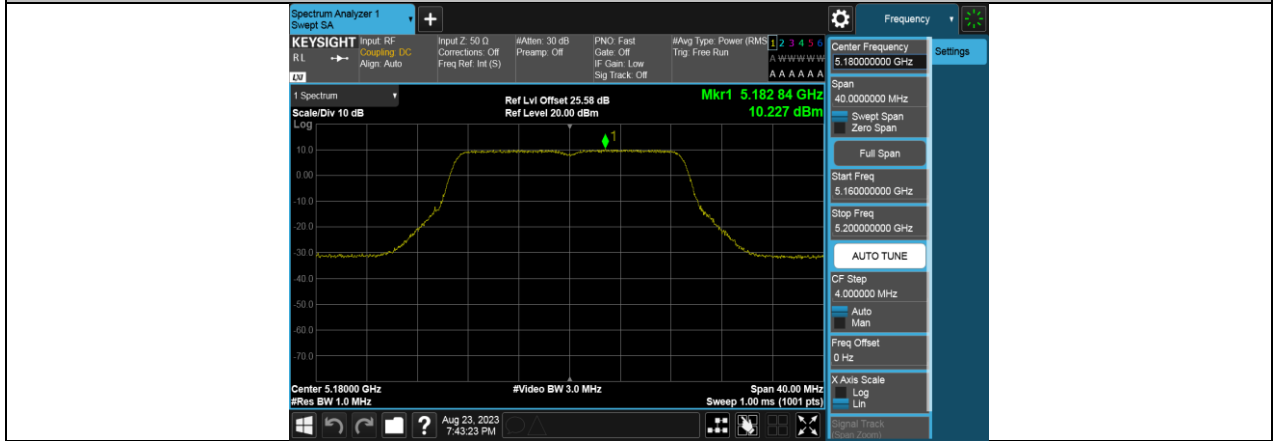 Spectrum Analyzer 1
Swept SA
+
Frequency
KEYSIGHT Input: RF Input Z: 50 Ω #Atten: 30 dB PNO: Fast #Avg Type: Power (RMS 1 2 3 4 5 6
RL Coupling: DC Corrections: Off Preamp: Off Gate: Off Trig: Free Run A W W W W W
Align: Auto Freq Ref: Int (S) IF Gain: Low
LXI Sig Track: Off A A A A A A
Center Frequency
5.180000000 GHz
Settings
Span
40.0000000 MHz
Swept Span
Zero Span
Full Span
Start Freq
5.160000000 GHz
Stop Freq
5.200000000 GHz
AUTO TUNE
CF Step
4.000000 MHz
Auto
Man
Freq Offset
0 Hz
X Axis Scale
Log
Lin
Signal Track
(Span Zoom)
1 Spectrum
Ref Lvl Offset 25.58 dB Mkr1 5.182 84 GHz
Scale/Div 10 dB Ref Level 20.00 dBm 10.227 dBm
Log
1
10.0
0.00
-10.0
-20.0
-30.0
-40.0
-50.0
-60.0
-70.0
Center 5.18000 GHz #Video BW 3.0 MHz Span 40.00 MHz
#Res BW 1.0 MHz Sweep 1.00 ms (1001 pts)
? Aug 23, 2023
7:43:23 PM